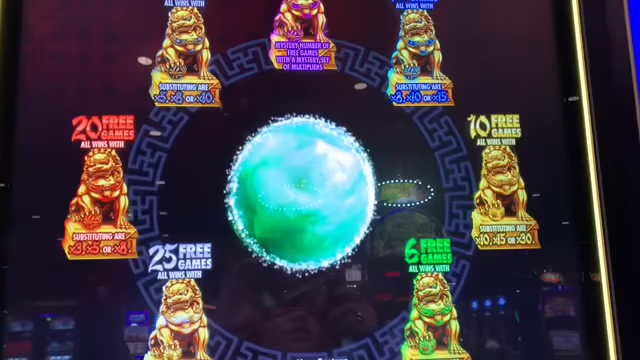 ALL WINS WITH
SUBSTITUTING ARE
x5, x8 OR x10!
MYSTERY NUMBER OF
FREE GAMES
WITH A MYSTERY SET
OF MULTIPLIERS
SUBSTITUTING ARE
x8, x10 OR x15!
20 FREE
GAMES
ALL WINS WITH
SUBSTITUTING ARE
x3, x5 OR x8!
10 FREE
GAMES
ALL WINS WITH
SUBSTITUTING ARE
x10, x15 OR x30!
25 FREE
GAMES
ALL WINS WITH
6 FREE
GAMES
ALL WINS WITH